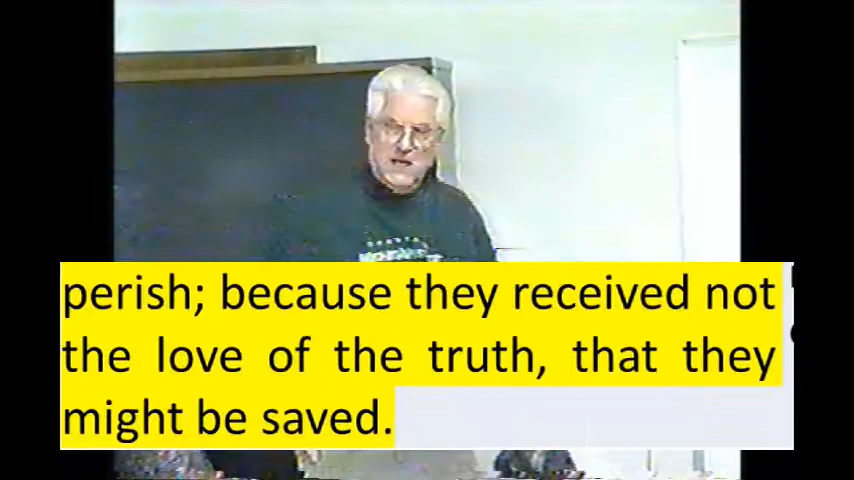 perish; because they received not
the love of the truth, that they
might be saved.